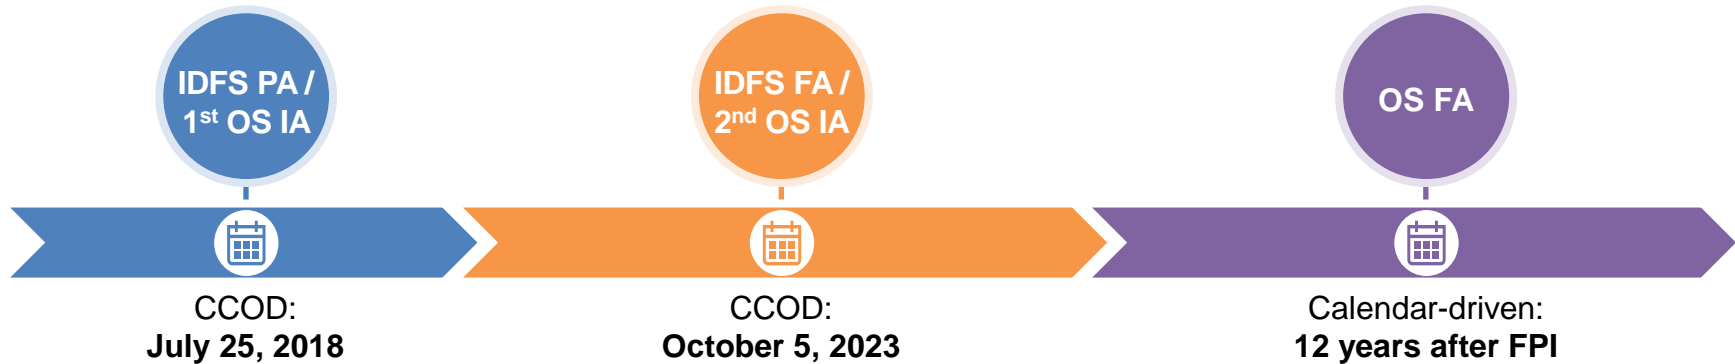 IDFS PA /
1st OS IA
IDFS FA /
2nd OS IA
OS FA
CCOD:
July 25, 2018
CCOD:
October 5, 2023
Calendar-driven:
12 years after FPI